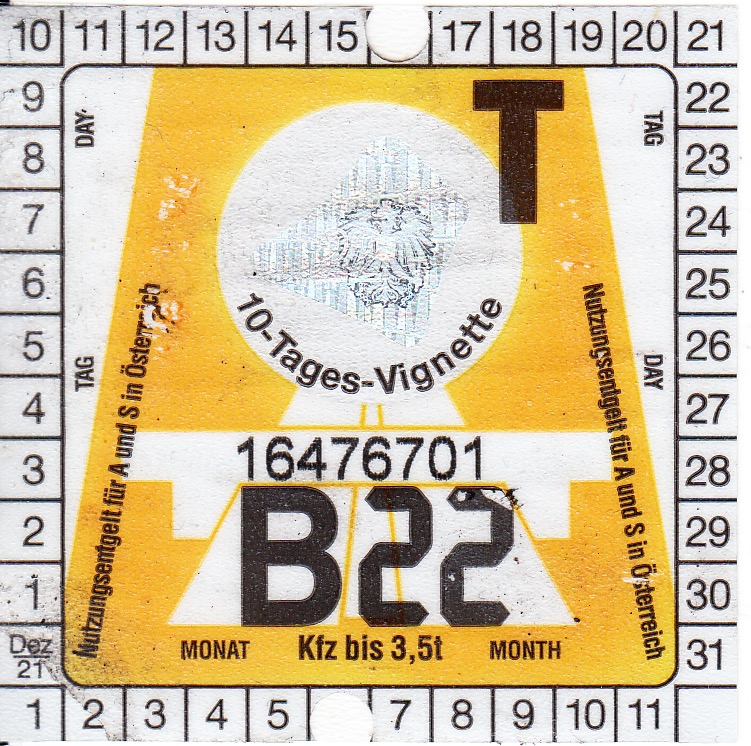 10 11 12 13 14 15 17 18 19 20 21
9 22
8 23
7 24
6 25
5 26
4 27
3 28
2 29
1 30
Dez
21
31
1 2 3 4 5 7 8 9 10 11
DAY
TAG
T
TAG
DAY
10-Tages-Vignette
Nutzungsentgelt für A und S in Österreich
Nutzungsentgelt für A und S in Österreich
16476701
B22
MONAT Kfz bis 3,5t MONTH